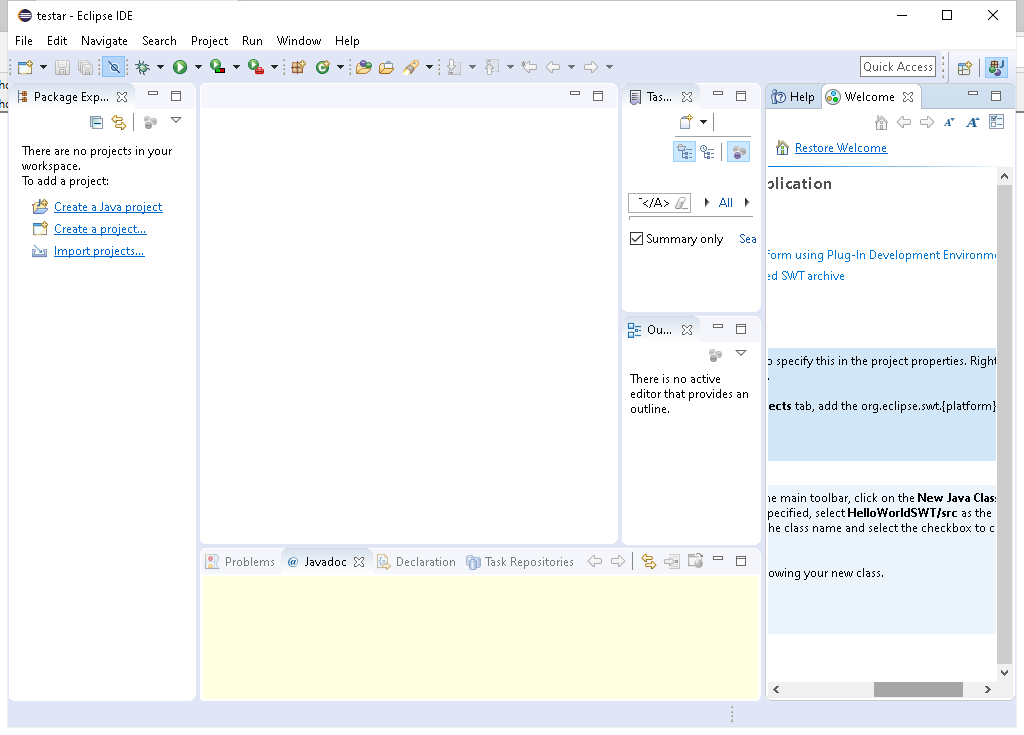 testar - Eclipse IDE
File Edit Navigate Search Project Run Window Help
Quick Access
Package Exp...
There are no projects in your
workspace.
To add a project:
Create a Java project
Create a project...
Import projects...
Tas...
"</A>
All
Summary only Sea
Ou...
There is no active
editor that provides an
outline.
Problems @ Javadoc Declaration Task Repositories
Help Welcome
Restore Welcome
plication
form using Plug-In Development Environme
ed SWT archive
o specify this in the project properties. Right
ects tab, add the org.eclipse.swt.{platform}
he main toolbar, click on the New Java Clas
pecified, select HelloWorldSWT/src as the
he class name and select the checkbox to c
owing your new class.